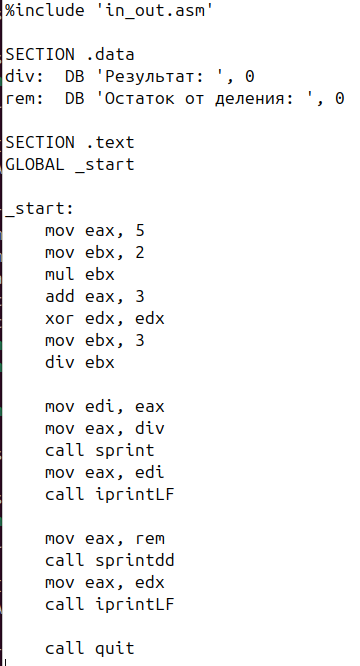 %include 'in_out.asm'
SECTION .data
div:  DB 'Результат: ', 0
rem:  DB 'Остаток от деления: ', 0
SECTION .text
GLOBAL _start
_start:
    mov eax, 5
    mov ebx, 2
    mul ebx
    add eax, 3
    xor edx, edx
    mov ebx, 3
    div ebx
    mov edi, eax
    mov eax, div
    call sprint
    mov eax, edi
    call iprintLF
    mov eax, rem
    call sprintdd
    mov eax, edx
    call iprintLF
    call quit